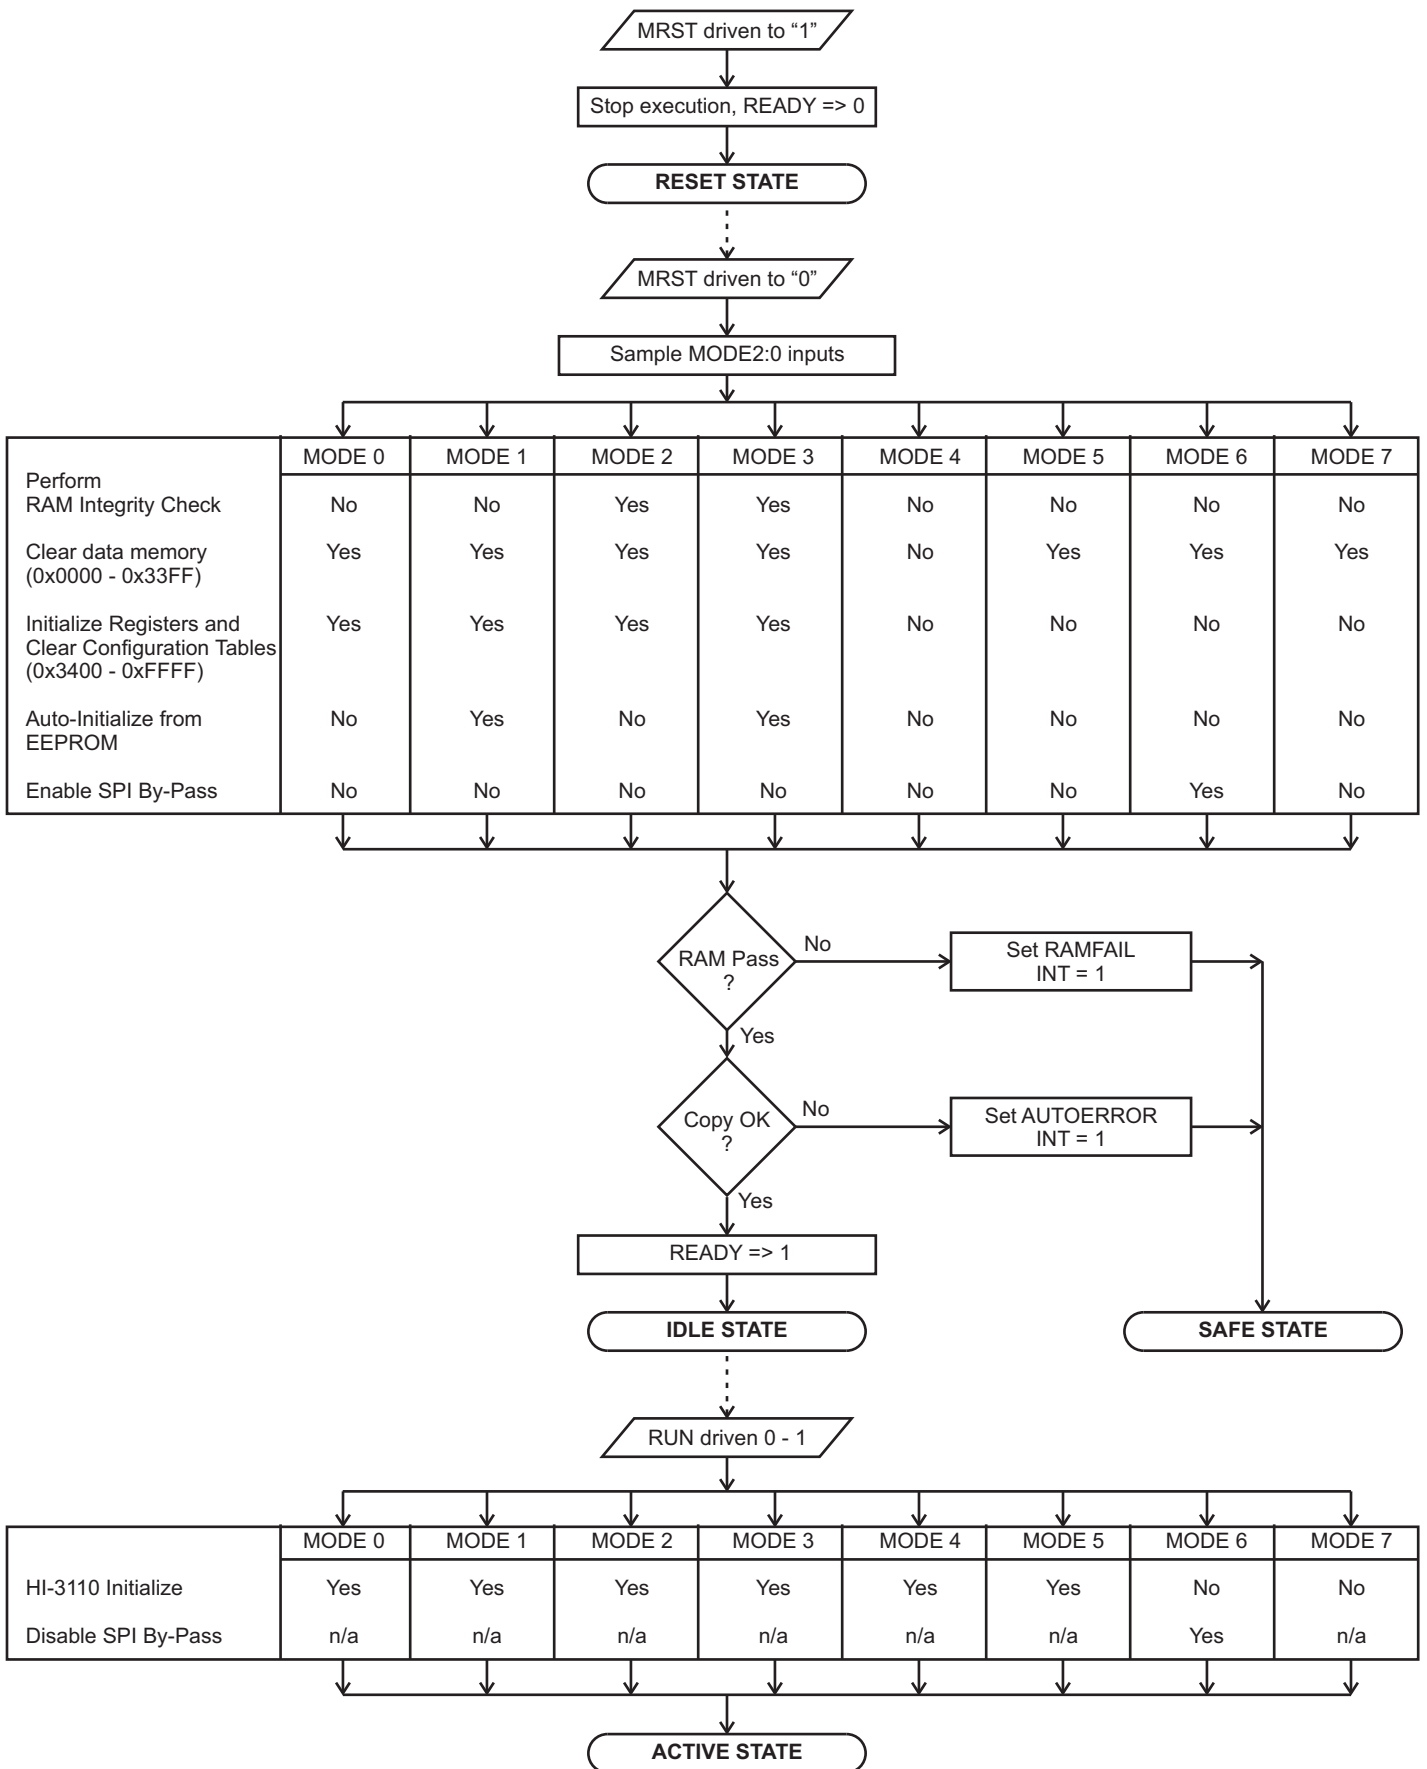 MRST driven to “1”
Stop execution, READY => 0
RESET STATE
MRST driven to “0”
Sample MODE2:0 inputs
MODE 0 MODE 1 MODE 2 MODE 3 MODE 4 MODE 5 MODE 6 MODE 7
Perform
RAM Integrity Check No No Yes Yes No No No No
Clear data memory Yes Yes Yes Yes No Yes Yes Yes
(0x0000 - 0x33FF)
Initialize Registers and Yes Yes Yes Yes No No No No
Clear Configuration Tables
(0x3400 - 0xFFFF)
Auto-Initialize from No Yes No Yes No No No No
EEPROM
Enable SPI By-Pass No No No No No No Yes No
RAM Pass
?
No
Set RAMFAIL
INT = 1
Yes
Copy OK
?
No
Set AUTOERROR
INT = 1
Yes
READY => 1
IDLE STATE
SAFE STATE
RUN driven 0 - 1
MODE 0 MODE 1 MODE 2 MODE 3 MODE 4 MODE 5 MODE 6 MODE 7
HI-3110 Initialize Yes Yes Yes Yes Yes Yes No No
Disable SPI By-Pass n/a n/a n/a n/a n/a n/a Yes n/a
ACTIVE STATE